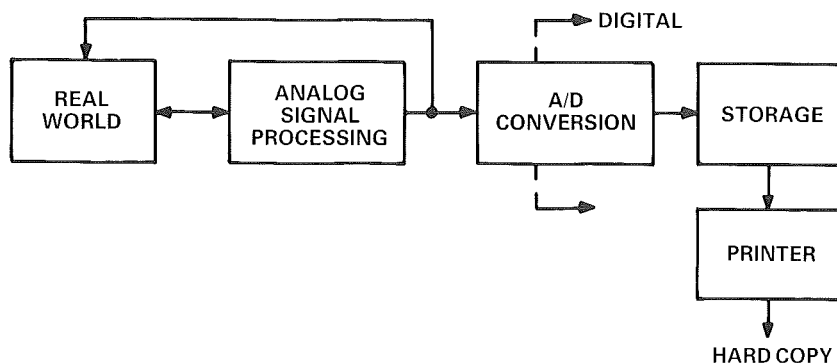 DIGITAL
REAL
WORLD
ANALOG
SIGNAL
PROCESSING
A/D
CONVERSION
STORAGE
PRINTER
HARD COPY